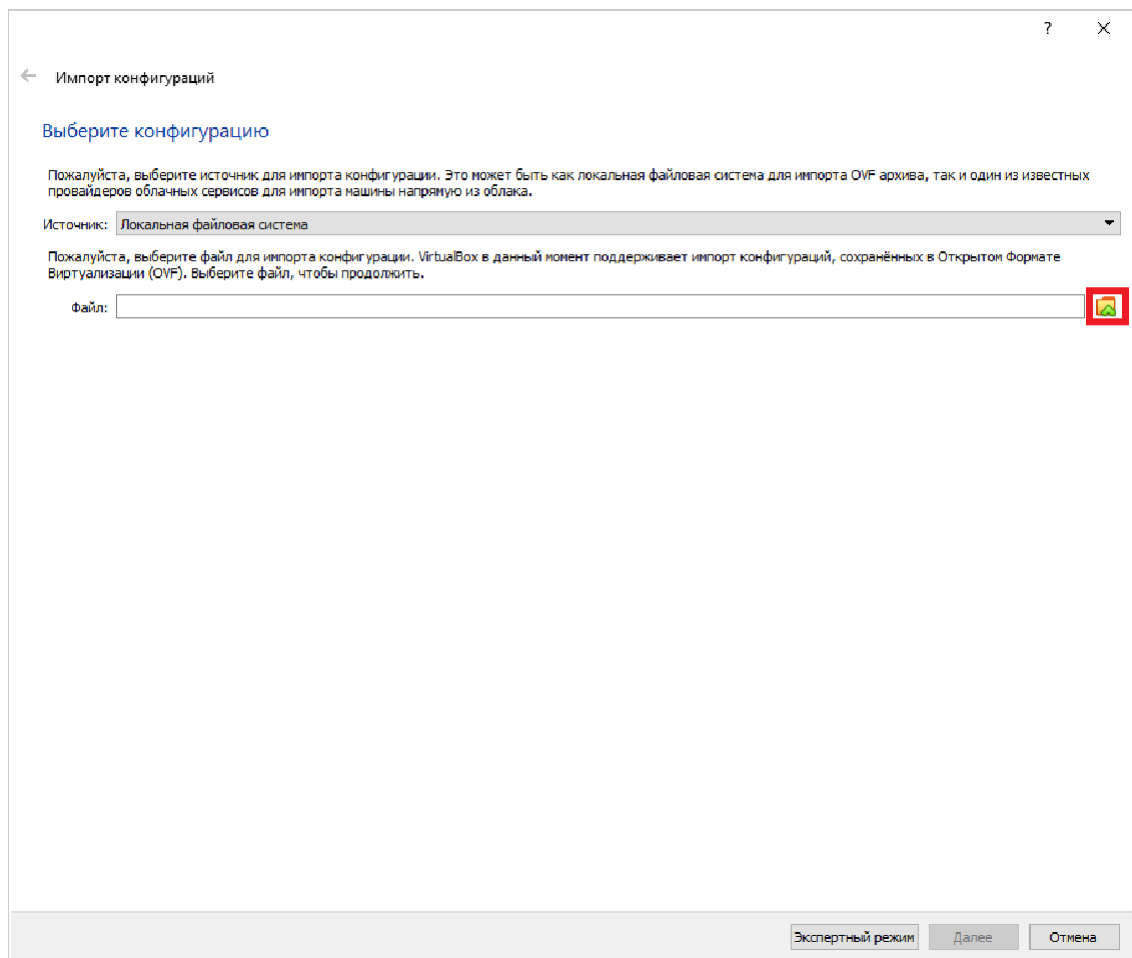 ?
Импорт конфигураций
Выберите конфигурацию
Пожалуйста, выберите источник для импорта конфигурации. Это может быть как локальная файловая система для импорта OVF архива, так и один из известных
провайдеров облачных сервисов для импорта машины напрямую из облака.
Источник: Локальная файловая система
Пожалуйста, выберите файл для импорта конфигурации. VirtualBox в данный момент поддерживает импорт конфигураций, сохранённых в Открытом Формате
Виртуализации (OVF). Выберите файл, чтобы продолжить.
Файл:
Экспертный режим Далее Отмена